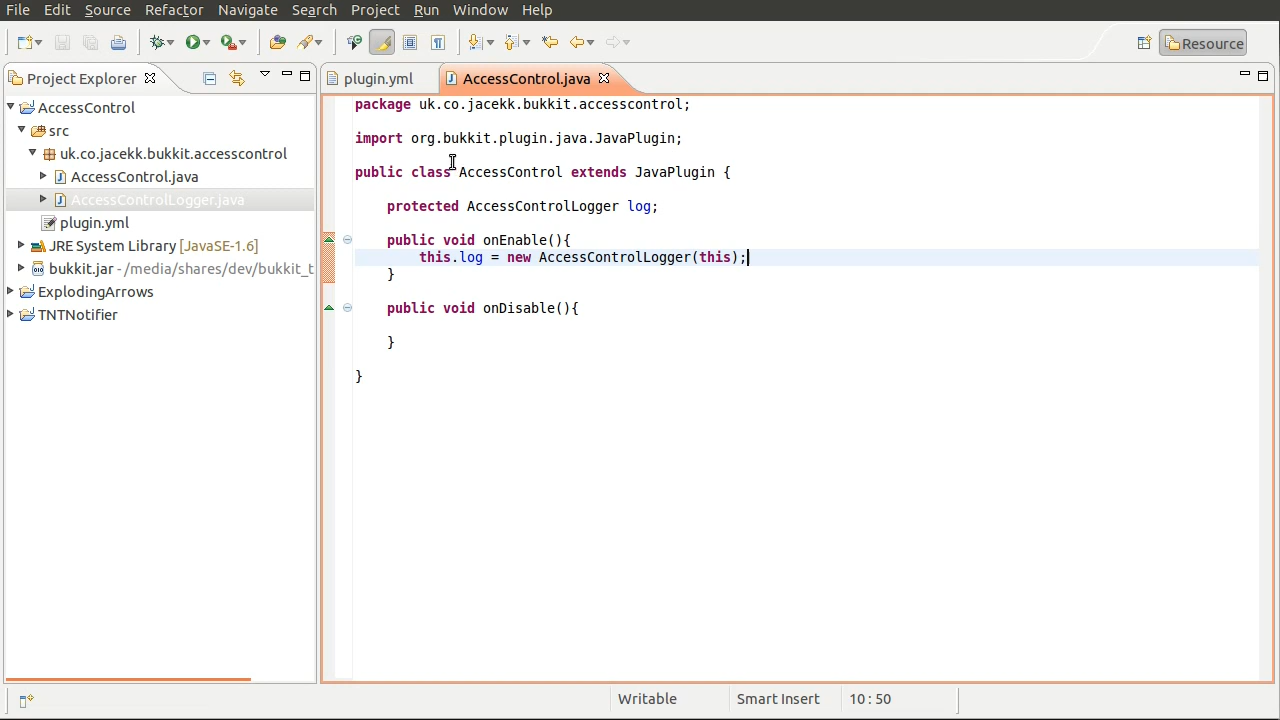 File Edit Source Refactor Navigate Search Project Run Window Help
Resource
Project Explorer
plugin.yml
AccessControl.java
AccessControl
src
uk.co.jacekk.bukkit.accesscontrol
AccessControl.java
AccessControlLogger.java
plugin.yml
JRE System Library [JavaSE-1.6]
bukkit.jar - /media/shares/dev/bukkit_t
ExplodingArrows
TNTNotifier
package uk.co.jacekk.bukkit.accesscontrol;
import org.bukkit.plugin.java.JavaPlugin;
public class AccessControl extends JavaPlugin {
protected AccessControlLogger log;
public void onEnable(){
this.log = new AccessControlLogger(this);
}
public void onDisable(){
}
}
Writable
Smart Insert
10 : 50